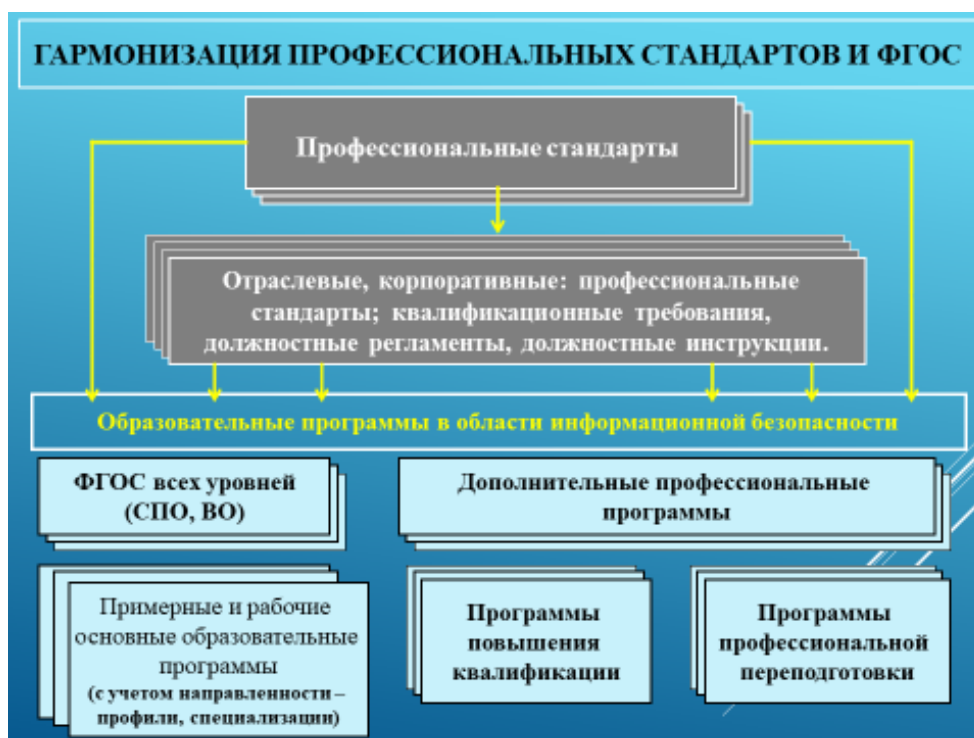 ГАРМОНИЗАЦИЯ ПРОФЕССИОНАЛЬНЫХ СТАНДАРТОВ И ФГОС
Профессиональные стандарты
Отраслевые, корпоративные: профессиональные
стандарты; квалификационные требования,
должностные регламенты, должностные инструкции.
Образовательные программы в области информационной безопасности
ФГОС всех уровней
(СПО, ВО)
Дополнительные профессиональные
программы
Примерные и рабочие
основные образовательные
программы
(с учетом направленности –
профили, специализации)
Программы
повышения
квалификации
Программы
профессиональной
переподготовки